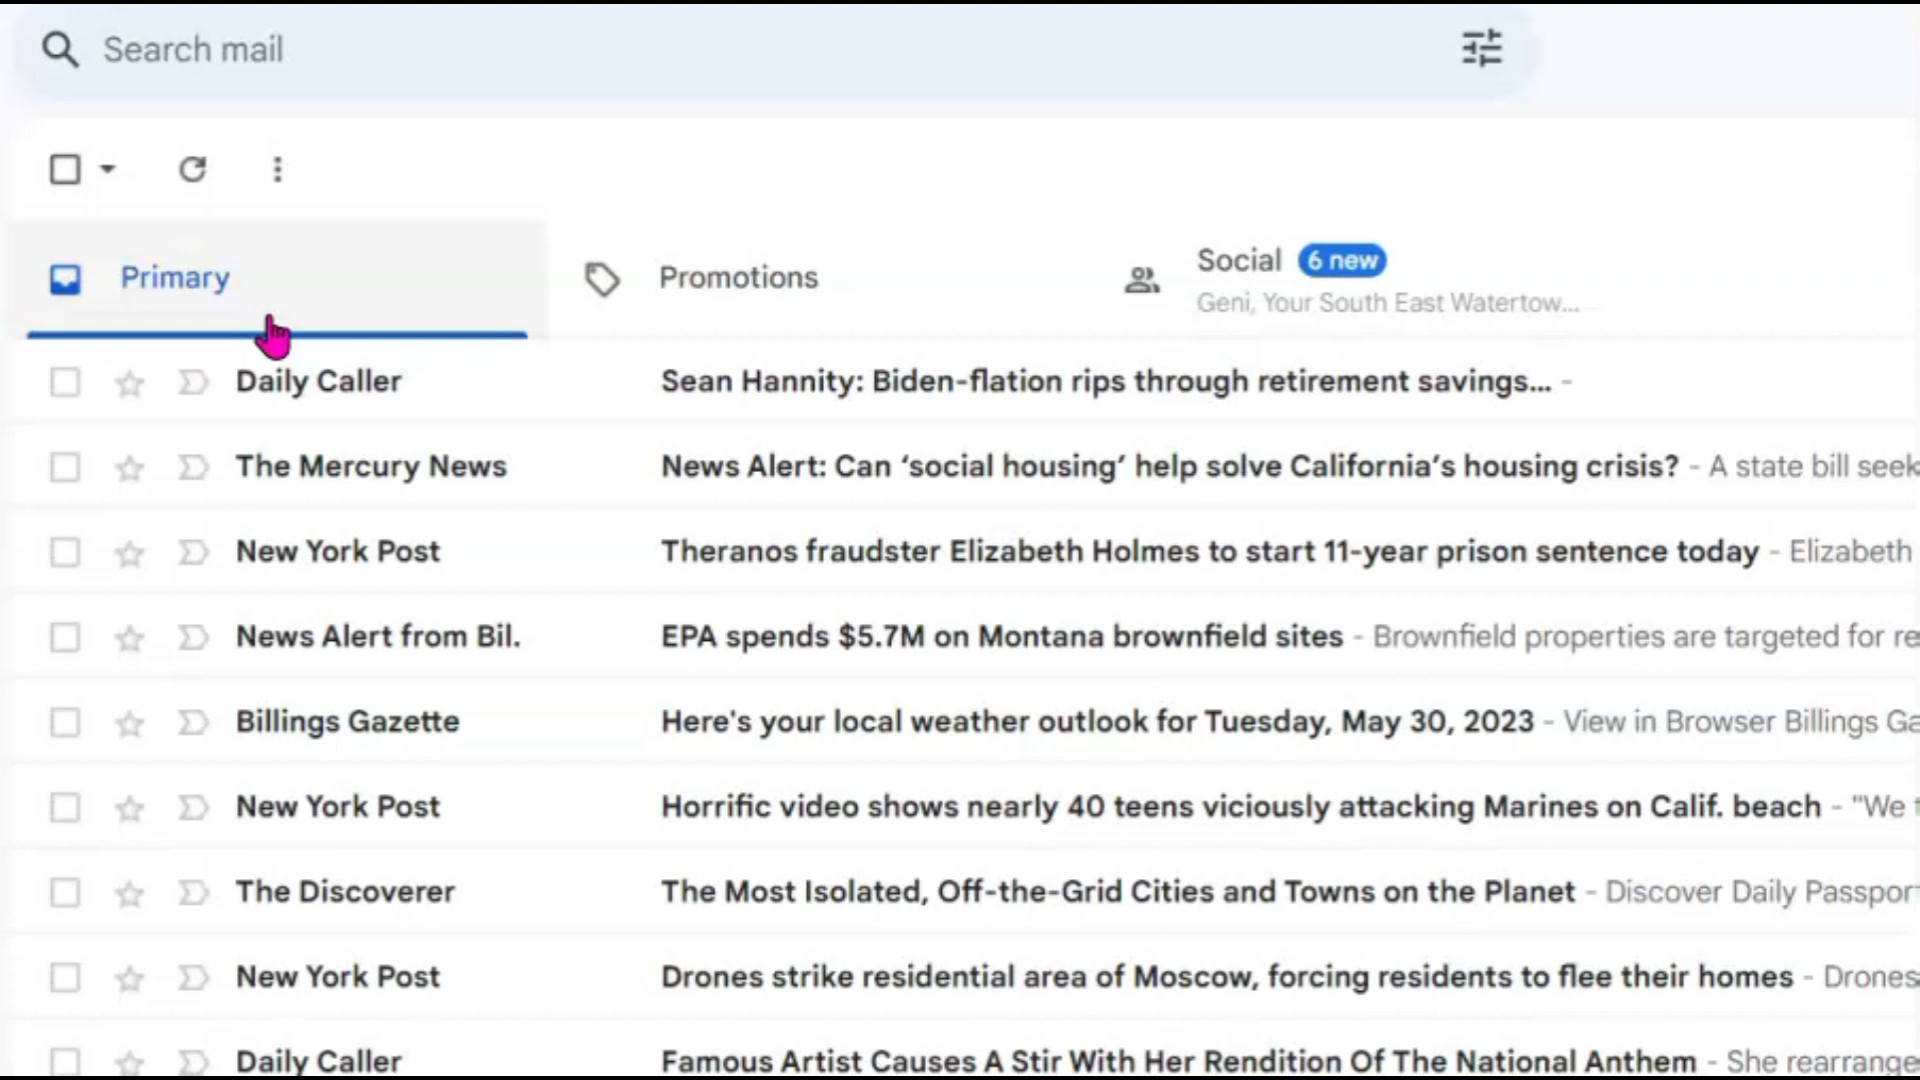 Search mail
Primary
Promotions
Social 6 new
Geni, Your South East Watertow...
Daily Caller Sean Hannity: Biden-flation rips through retirement savings... -
The Mercury News News Alert: Can ‘social housing’ help solve California’s housing crisis? - A state bill seek
New York Post Theranos fraudster Elizabeth Holmes to start 11-year prison sentence today - Elizabeth
News Alert from Bil. EPA spends $5.7M on Montana brownfield sites - Brownfield properties are targeted for re
Billings Gazette Here's your local weather outlook for Tuesday, May 30, 2023 - View in Browser Billings Ga
New York Post Horrific video shows nearly 40 teens viciously attacking Marines on Calif. beach - "We t
The Discoverer The Most Isolated, Off-the-Grid Cities and Towns on the Planet - Discover Daily Passpor
New York Post Drones strike residential area of Moscow, forcing residents to flee their homes - Drones
Daily Caller Famous Artist Causes A Stir With Her Rendition Of The National Anthem - She rearrange